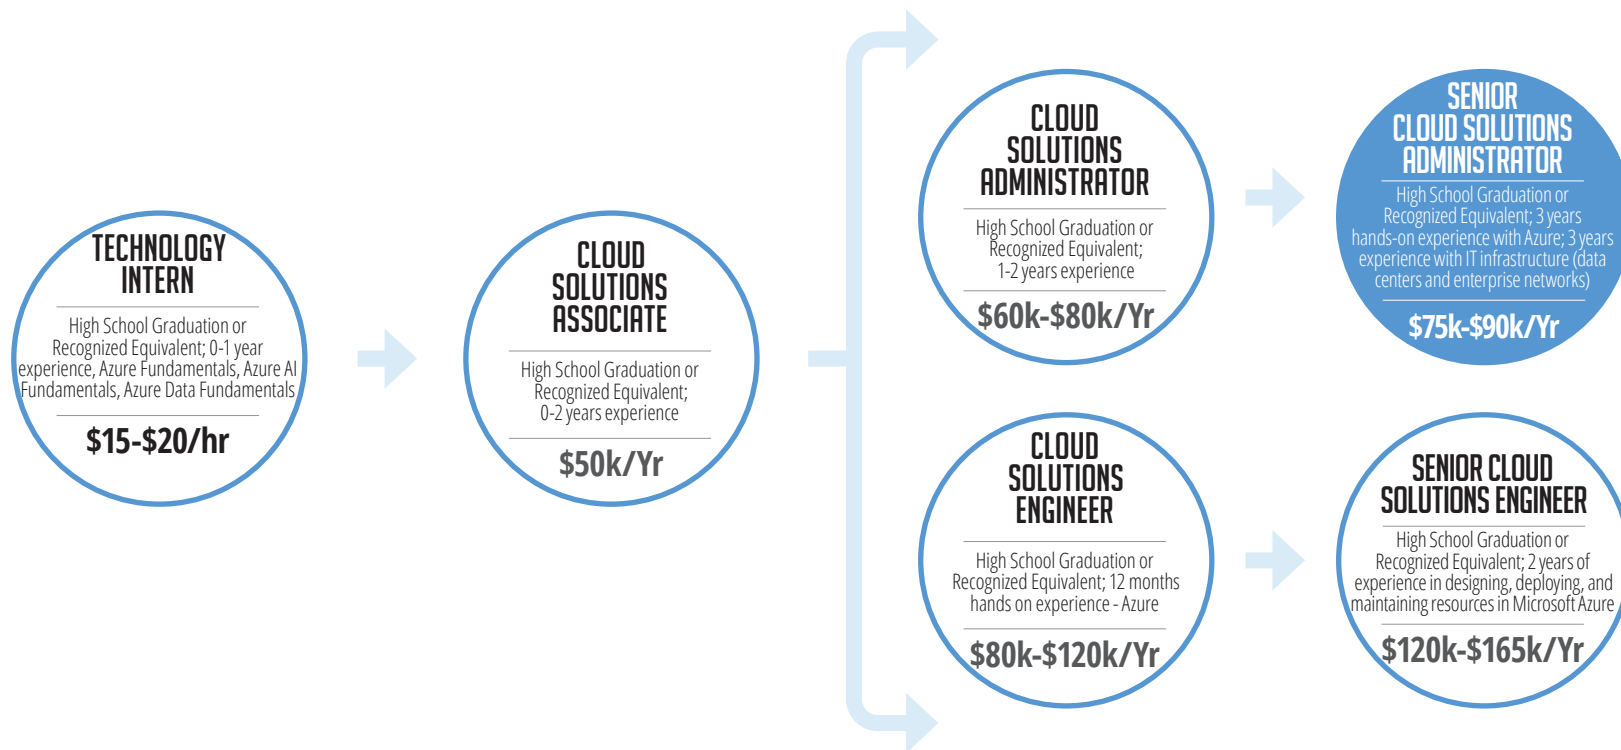 TECHNOLOGY
INTERN
High School Graduation or
Recognized Equivalent; 0-1 year
experience, Azure Fundamentals, Azure AI
Fundamentals, Azure Data Fundamentals
$15-$20/hr
CLOUD
SOLUTIONS
ASSOCIATE
High School Graduation or
Recognized Equivalent;
0-2 years experience
$50k/Yr
CLOUD
SOLUTIONS
ADMINISTRATOR
High School Graduation or
Recognized Equivalent;
1-2 years experience
$60k-$80k/Yr
SENIOR
CLOUD SOLUTIONS
ADMINISTRATOR
High School Graduation or
Recognized Equivalent; 3 years
hands-on experience with Azure; 3 years
experience with IT infrastructure (data
centers and enterprise networks)
$75k-$90k/Yr
CLOUD
SOLUTIONS
ENGINEER
High School Graduation or
Recognized Equivalent; 12 months
hands on experience - Azure
$80k-$120k/Yr
SENIOR CLOUD
SOLUTIONS ENGINEER
High School Graduation or
Recognized Equivalent; 2 years of
experience in designing, deploying, and
maintaining resources in Microsoft Azure
$120k-$165k/Yr